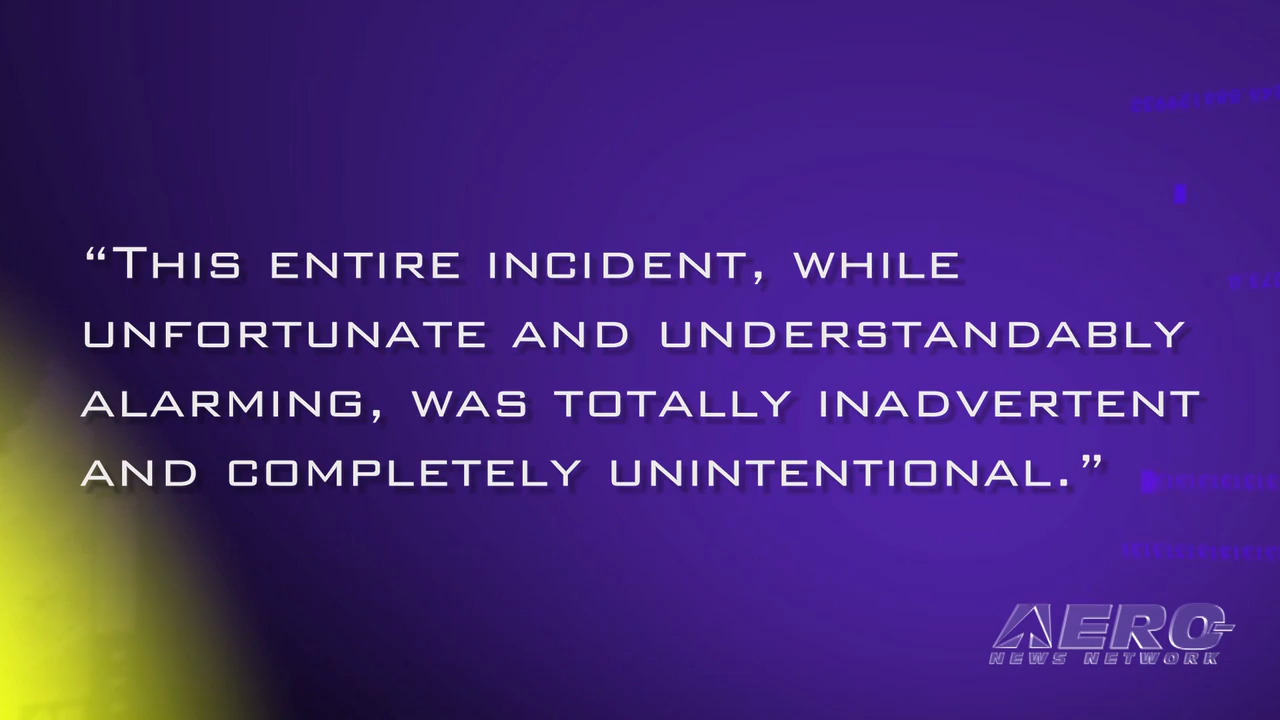 “This entire incident, while
unfortunate and understandably
alarming, was totally inadvertent
and completely unintentional.”
AERO
NEWS NETWORK